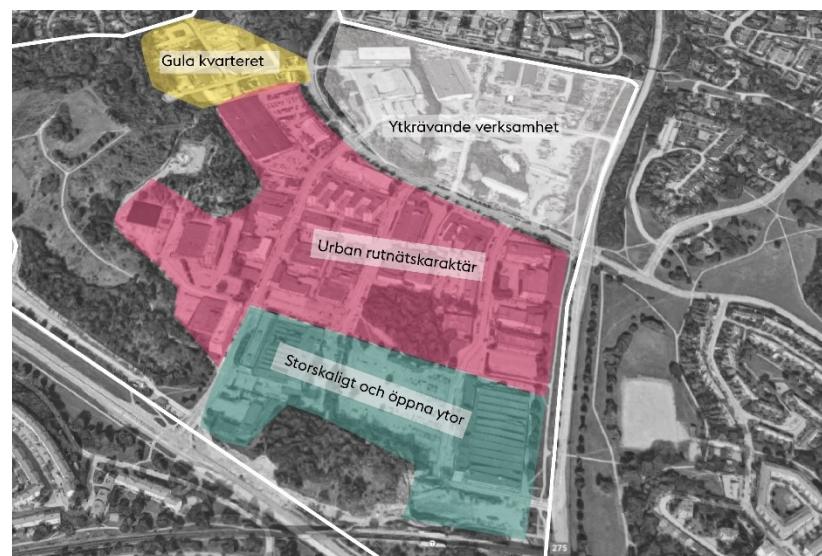 Gula kvarteret
Ytkrävande verksamhet
Urban rutnätskaraktär
Storskaligt och öppna ytor
275